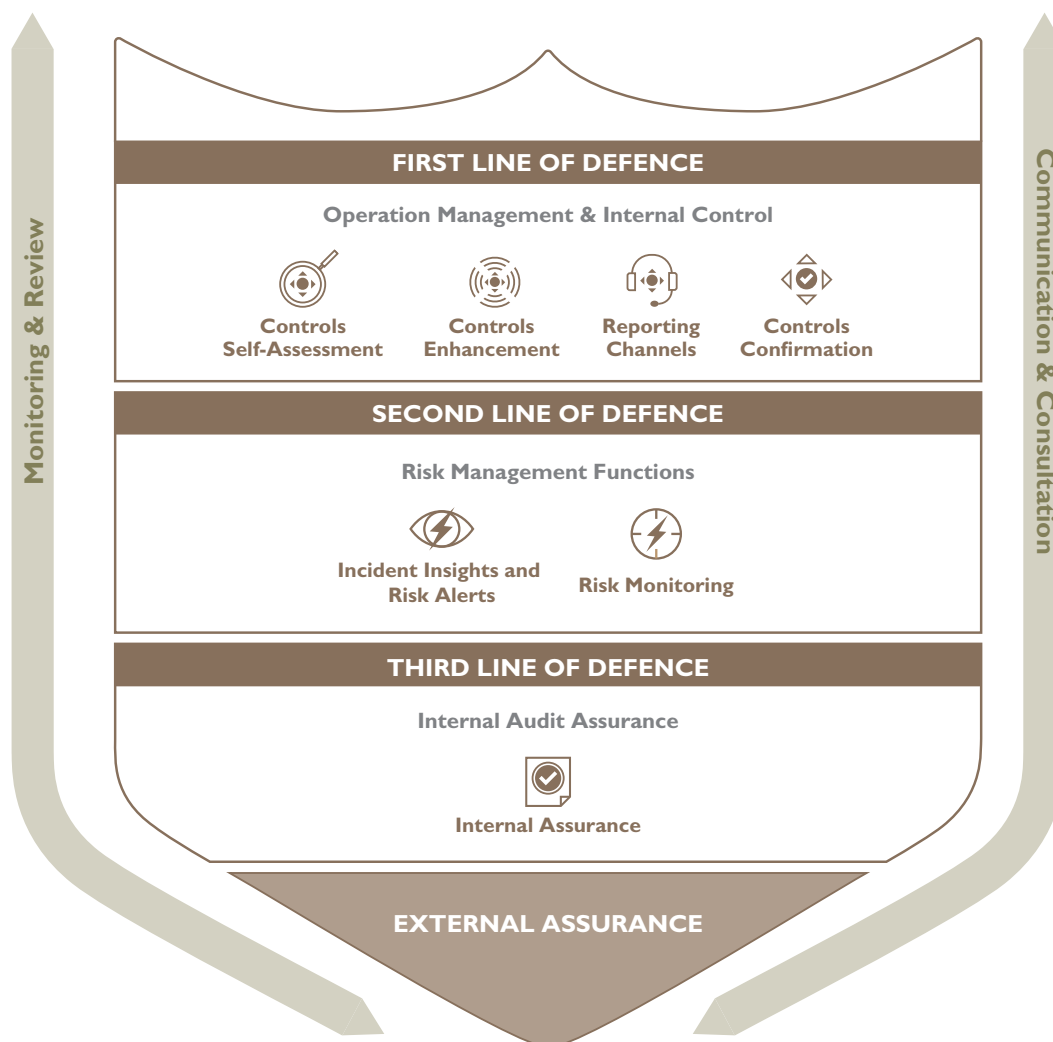 FIRST LINE OF DEFENCE
Operation Management & Internal Control
Controls
Self-Assessment
Controls
Enhancement
Reporting
Channels
Controls
Confirmation
SECOND LINE OF DEFENCE
Risk Management Functions
Incident Insights and
Risk Alerts
Risk Monitoring
THIRD LINE OF DEFENCE
Internal Audit Assurance
Internal Assurance
EXTERNAL ASSURANCE
Monitoring & Review
Communication & Consultation